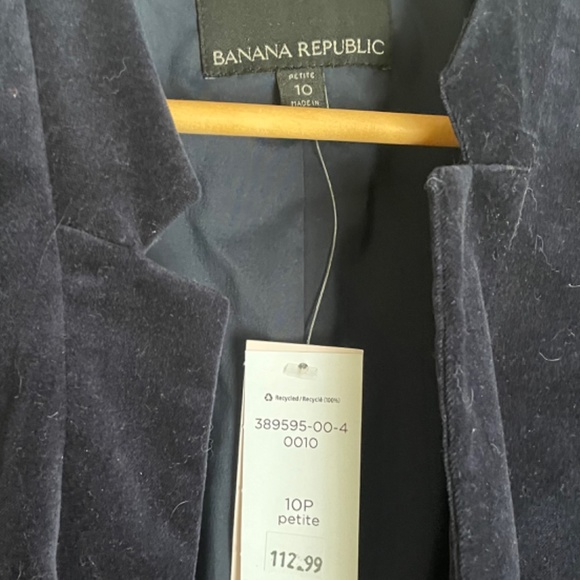 BANANA REPUBLIC
PETITE
10
MADE IN
Recycled/Recyclé (100%)
389595-00-4
0010
10P
petite
112.99